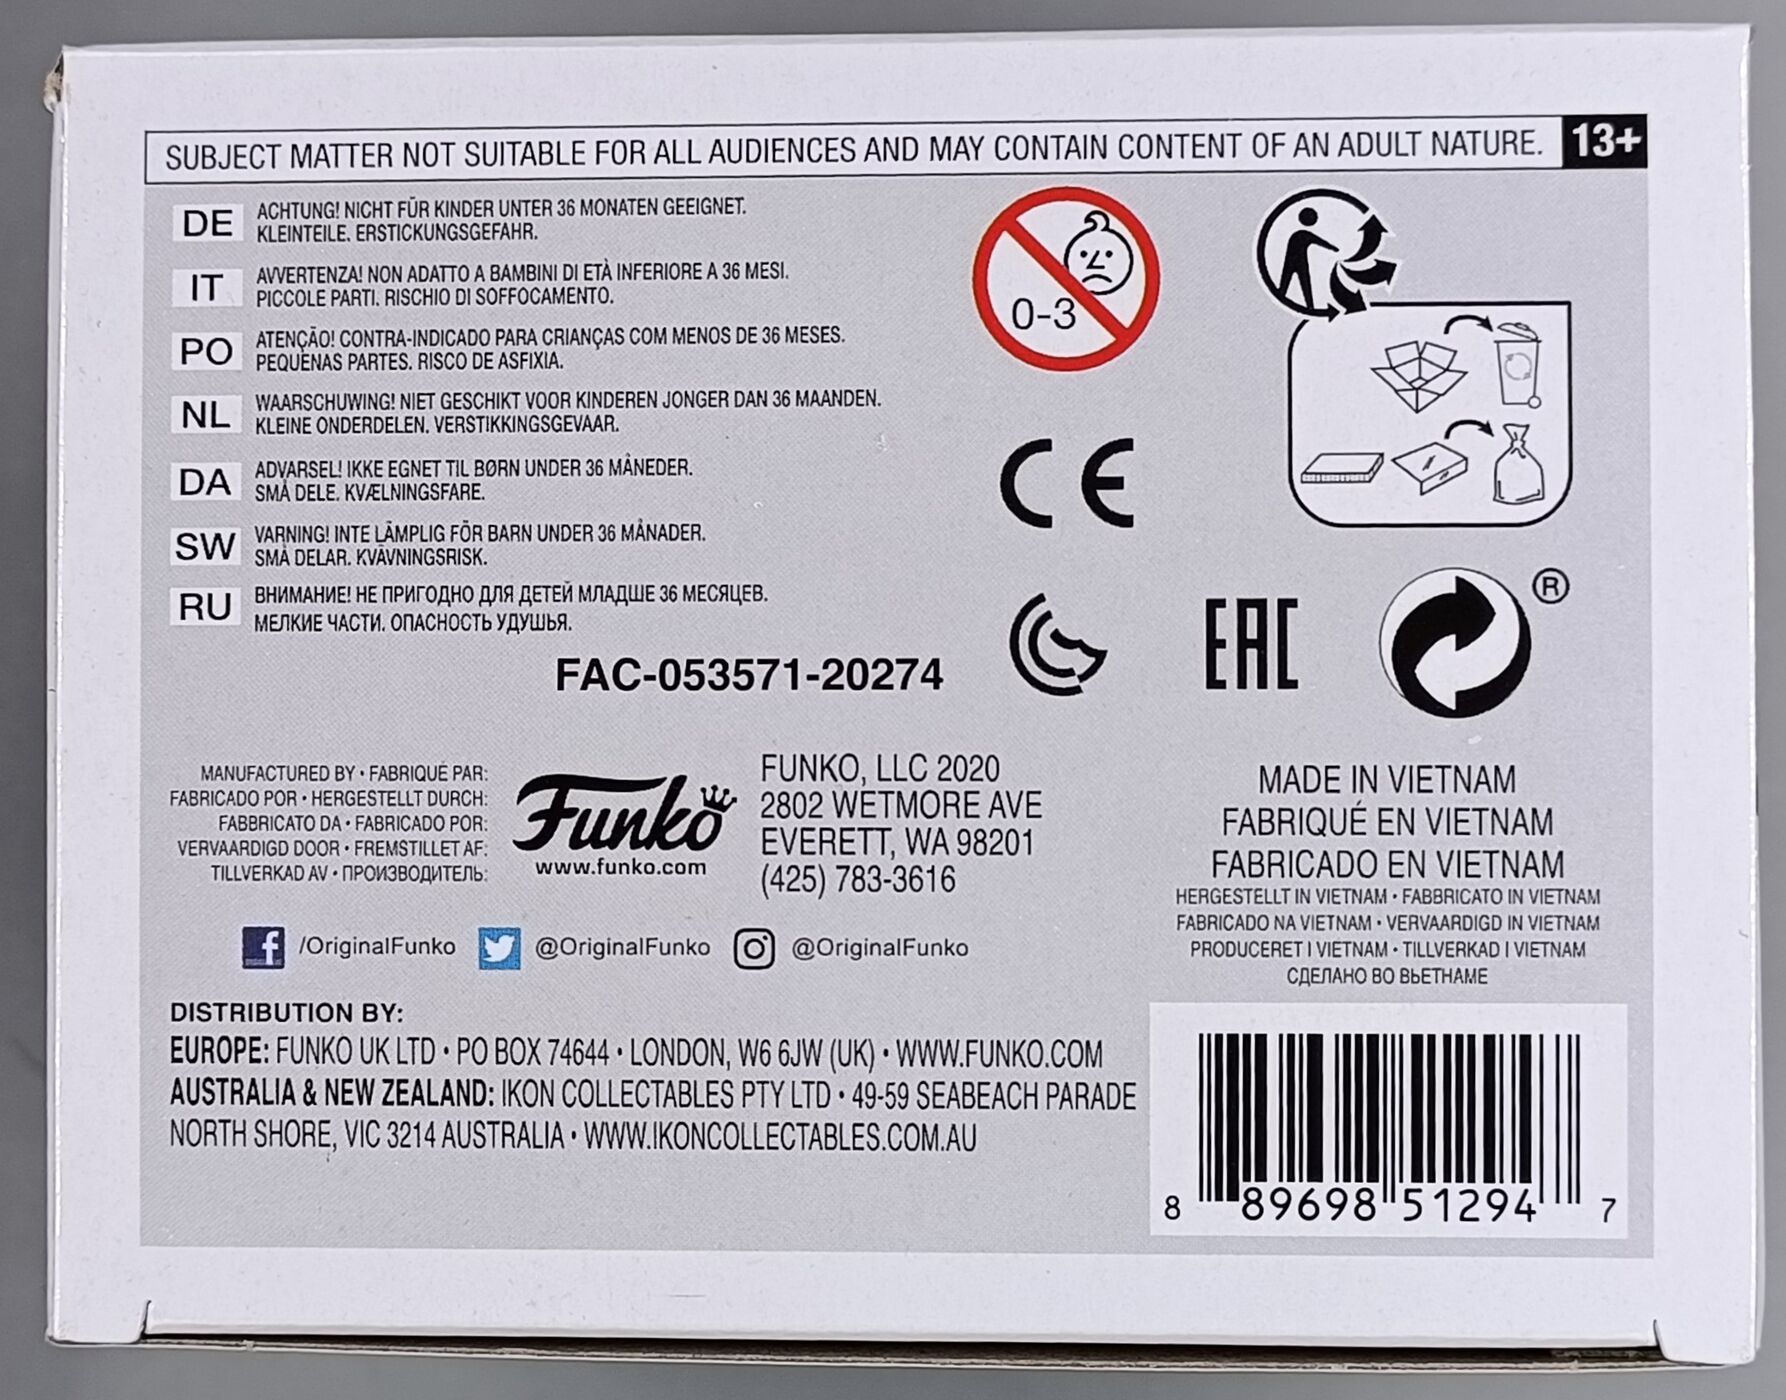 SUBJECT MATTER NOT SUITABLE FOR ALL AUDIENCES AND MAY CONTAIN CONTENT OF AN ADULT NATURE. 13+
DE ACHTUNG! NICHT FÜR KINDER UNTER 36 MONATEN GEEIGNET.
KLEINTEILE. ERSTICKUNGSGEFAHR.
IT AVVERTENZA! NON ADATTO A BAMBINI DI ETÀ INFERIORE A 36 MESI.
PICCOLE PARTI. RISCHIO DI SOFFOCAMENTO.
PO ATENÇÃO! CONTRA-INDICADO PARA CRIANÇAS COM MENOS DE 36 MESES.
PEQUENAS PARTES. RISCO DE ASFIXIA.
NL WAARSCHUWING! NIET GESCHIKT VOOR KINDEREN JONGER DAN 36 MAANDEN.
KLEINE ONDERDELEN. VERSTIKKINGSGEVAAR.
DA ADVARSEL! IKKE EGNET TIL BØRN UNDER 36 MÅNEDER.
SMÅ DELE. KVÆLNINGSFARE.
SW VARNING! INTE LÄMPLIG FÖR BARN UNDER 36 MÅNADER.
SMÅ DELAR. KVÄVNINGSRISK.
RU ВНИМАНИЕ! НЕ ПРИГОДНО ДЛЯ ДЕТЕЙ МЛАДШЕ 36 МЕСЯЦЕВ.
МЕЛКИЕ ЧАСТИ. ОПАСНОСТЬ УДУШЬЯ.
0-3
CE
EAC
®
FAC-053571-20274
MANUFACTURED BY • FABRIQUÉ PAR:
FABRICADO POR • HERGESTELLT DURCH:
FABBRICATO DA • FABRICADO POR:
VERVAARDIGD DOOR • FREMSTILLET AF:
TILLVERKAD AV • ПРОИЗВОДИТЕЛЬ:
Funko
www.funko.com
FUNKO, LLC 2020
2802 WETMORE AVE
EVERETT, WA 98201
(425) 783-3616
MADE IN VIETNAM
FABRIQUÉ EN VIETNAM
FABRICADO EN VIETNAM
HERGESTELLT IN VIETNAM • FABBRICATO IN VIETNAM
FABRICADO NA VIETNAM • VERVAARDIGD IN VIETNAM
PRODUCERET I VIETNAM • TILLVERKAD I VIETNAM
СДЕЛАНО ВО ВЬЕТНАМЕ
f /OriginalFunko @OriginalFunko @OriginalFunko
DISTRIBUTION BY:
EUROPE: FUNKO UK LTD • PO BOX 74644 • LONDON, W6 6JW (UK) • WWW.FUNKO.COM
AUSTRALIA & NEW ZEALAND: IKON COLLECTABLES PTY LTD • 49-59 SEABEACH PARADE
NORTH SHORE, VIC 3214 AUSTRALIA • WWW.IKONCOLLECTABLES.COM.AU
8 89698 51294 7